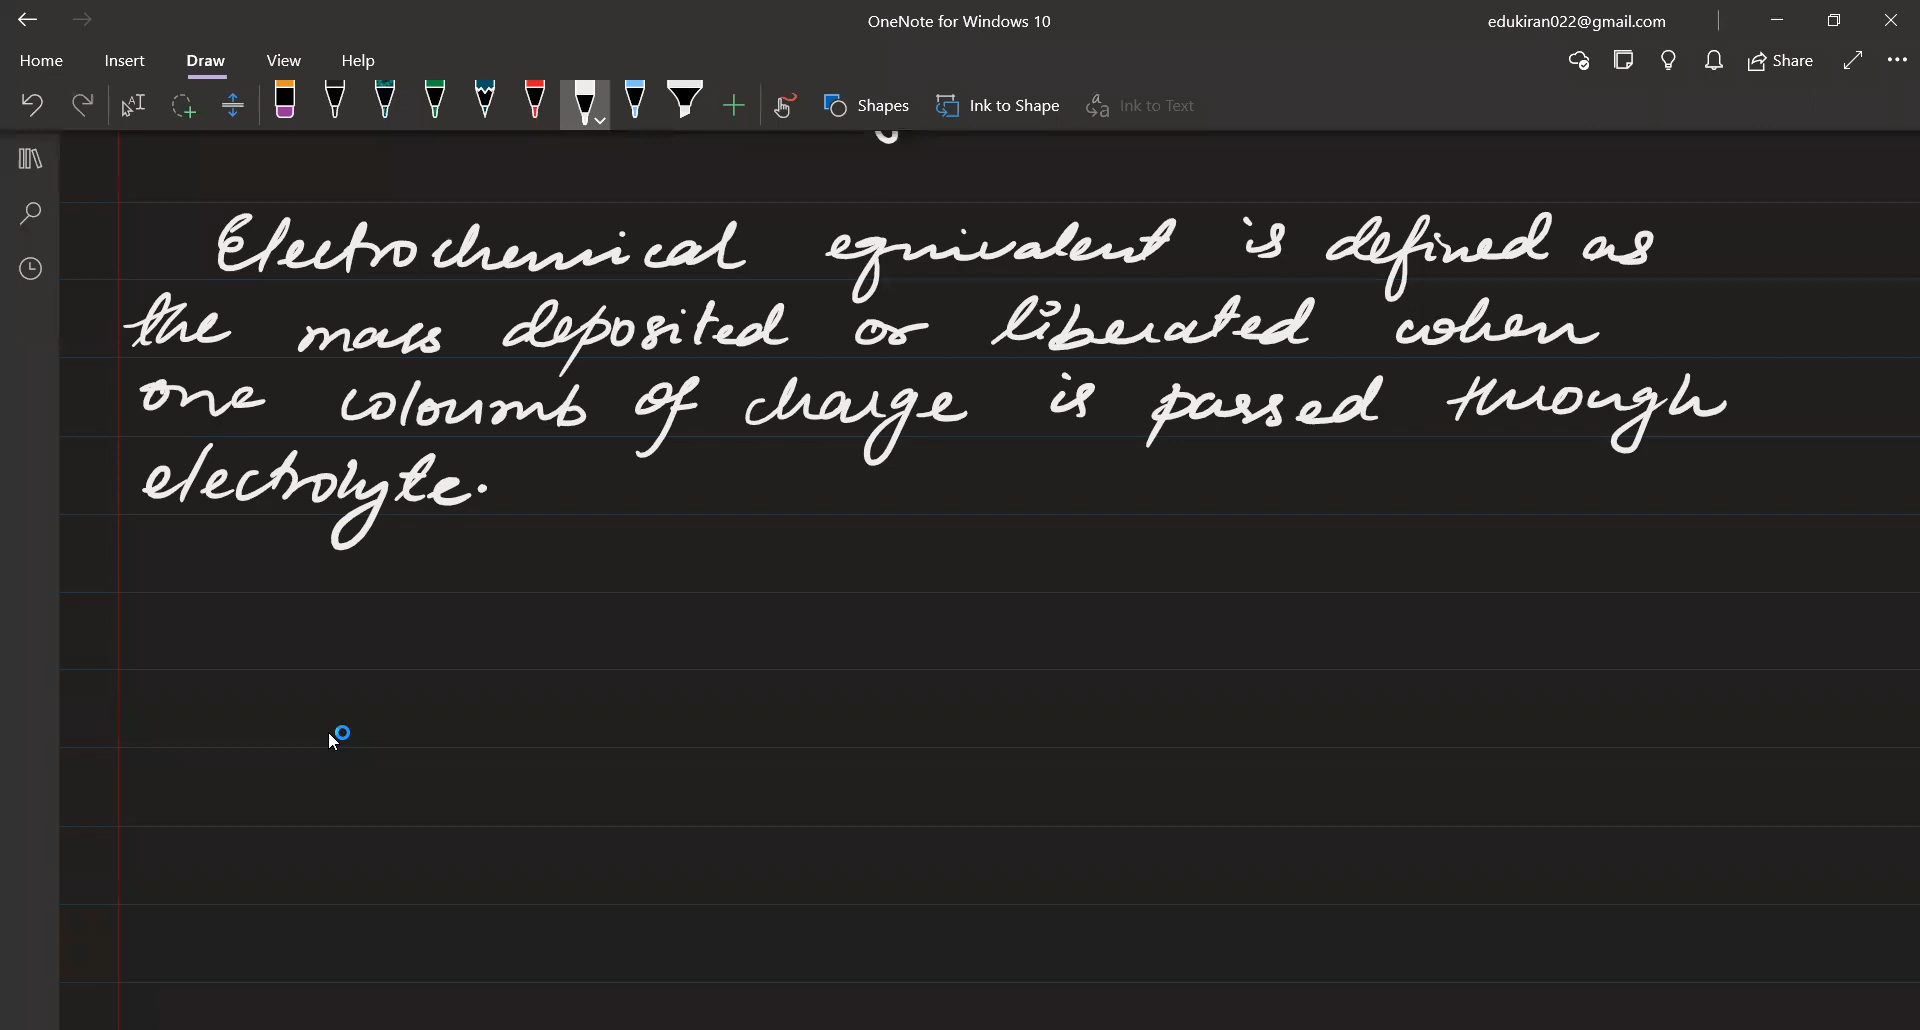 OneNote for Windows 10
edukiran022@gmail.com
Home Insert Draw View Help
Share
Shapes Ink to Shape Ink to Text
Electrochemical equivalent is defined as
the mass deposited or liberated when
one coloumb of charge is passed through
electrolyte.